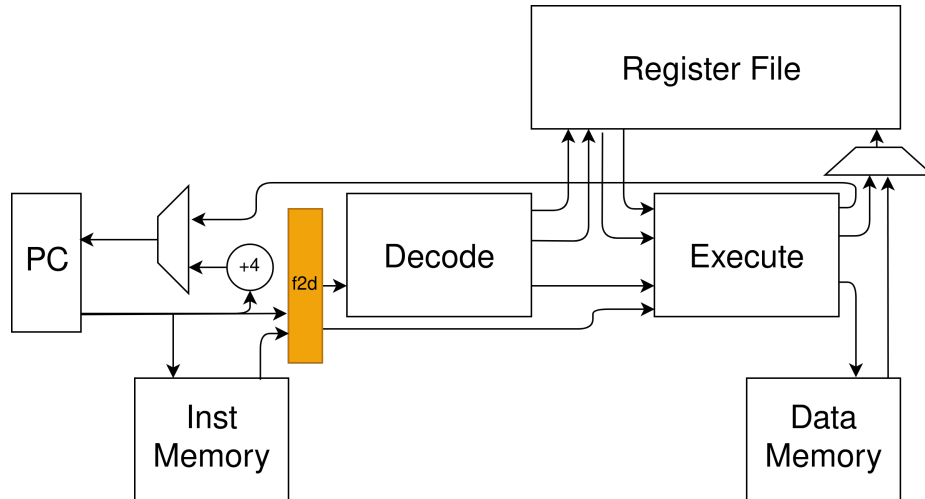 Register File
PC
+4
f2d
Decode
Execute
Inst
Memory
Data
Memory